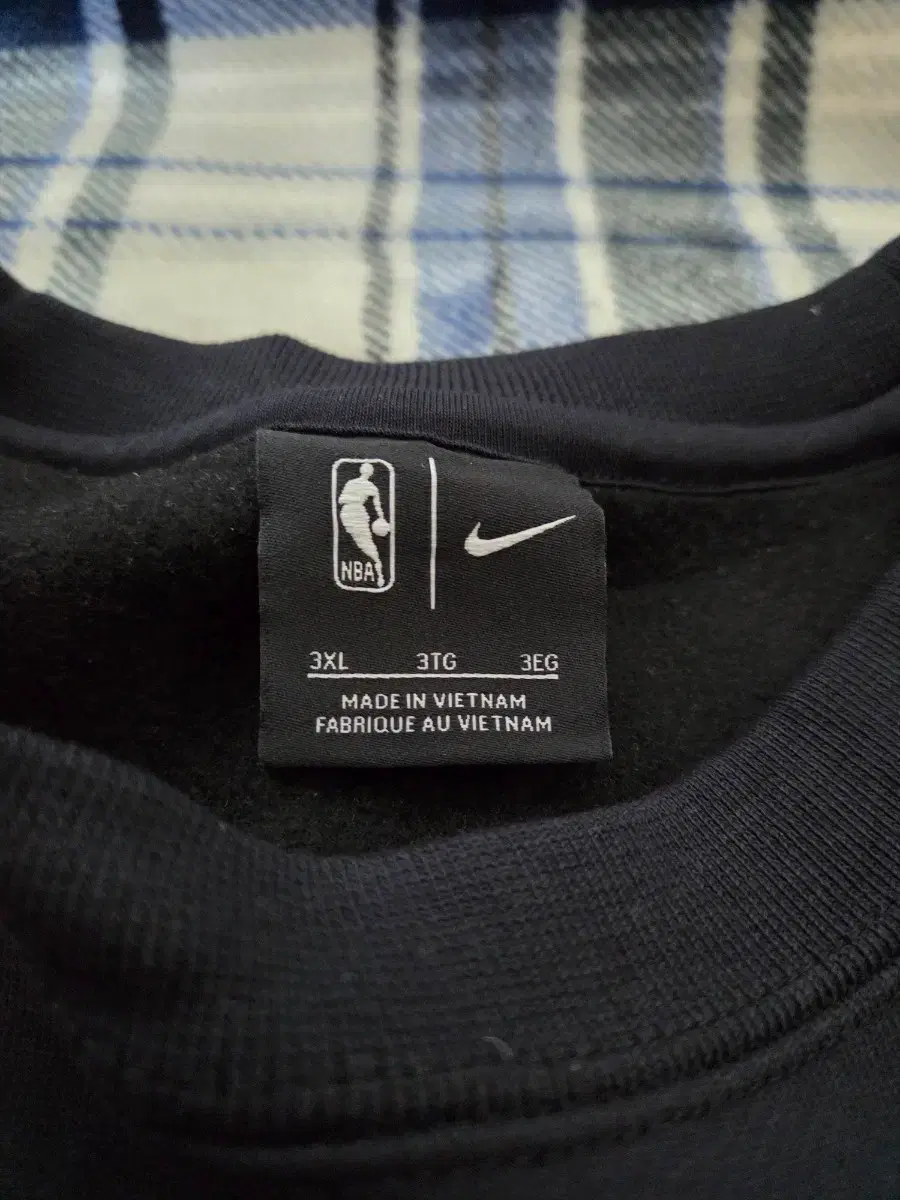 NBA
3XL 3TG 3EG
MADE IN VIETNAM
FABRIQUE AU VIETNAM